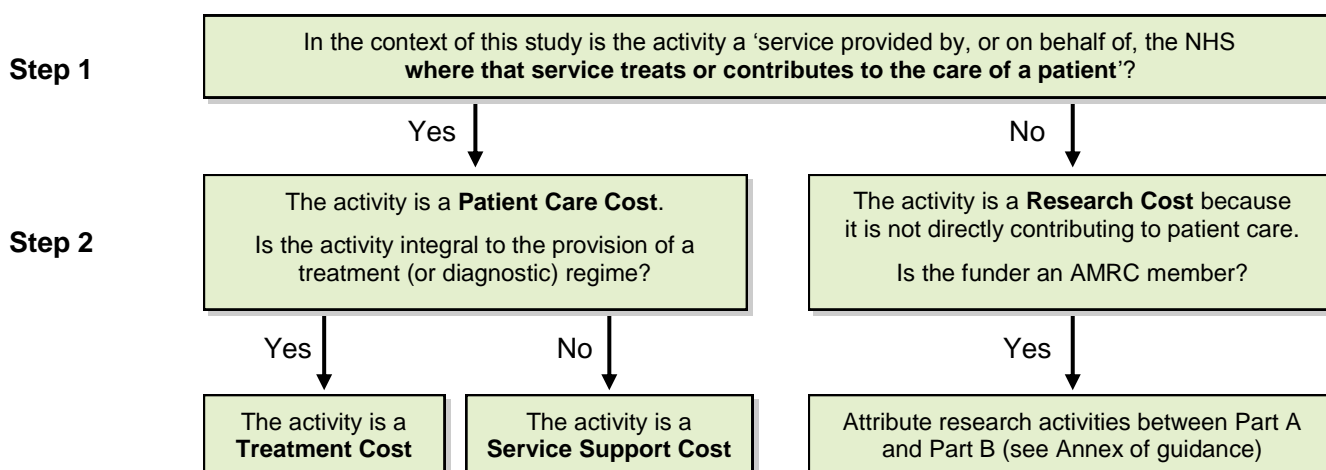 Step 1
In the context of this study is the activity a ‘service provided by, or on behalf of, the NHS
where that service treats or contributes to the care of a patient’?
Yes
No
Step 2
The activity is a Patient Care Cost.
Is the activity integral to the provision of a
treatment (or diagnostic) regime?
The activity is a Research Cost because
it is not directly contributing to patient care.
Is the funder an AMRC member?
Yes
No
Yes
The activity is a
Treatment Cost
The activity is a
Service Support Cost
Attribute research activities between Part A
and Part B (see Annex of guidance)